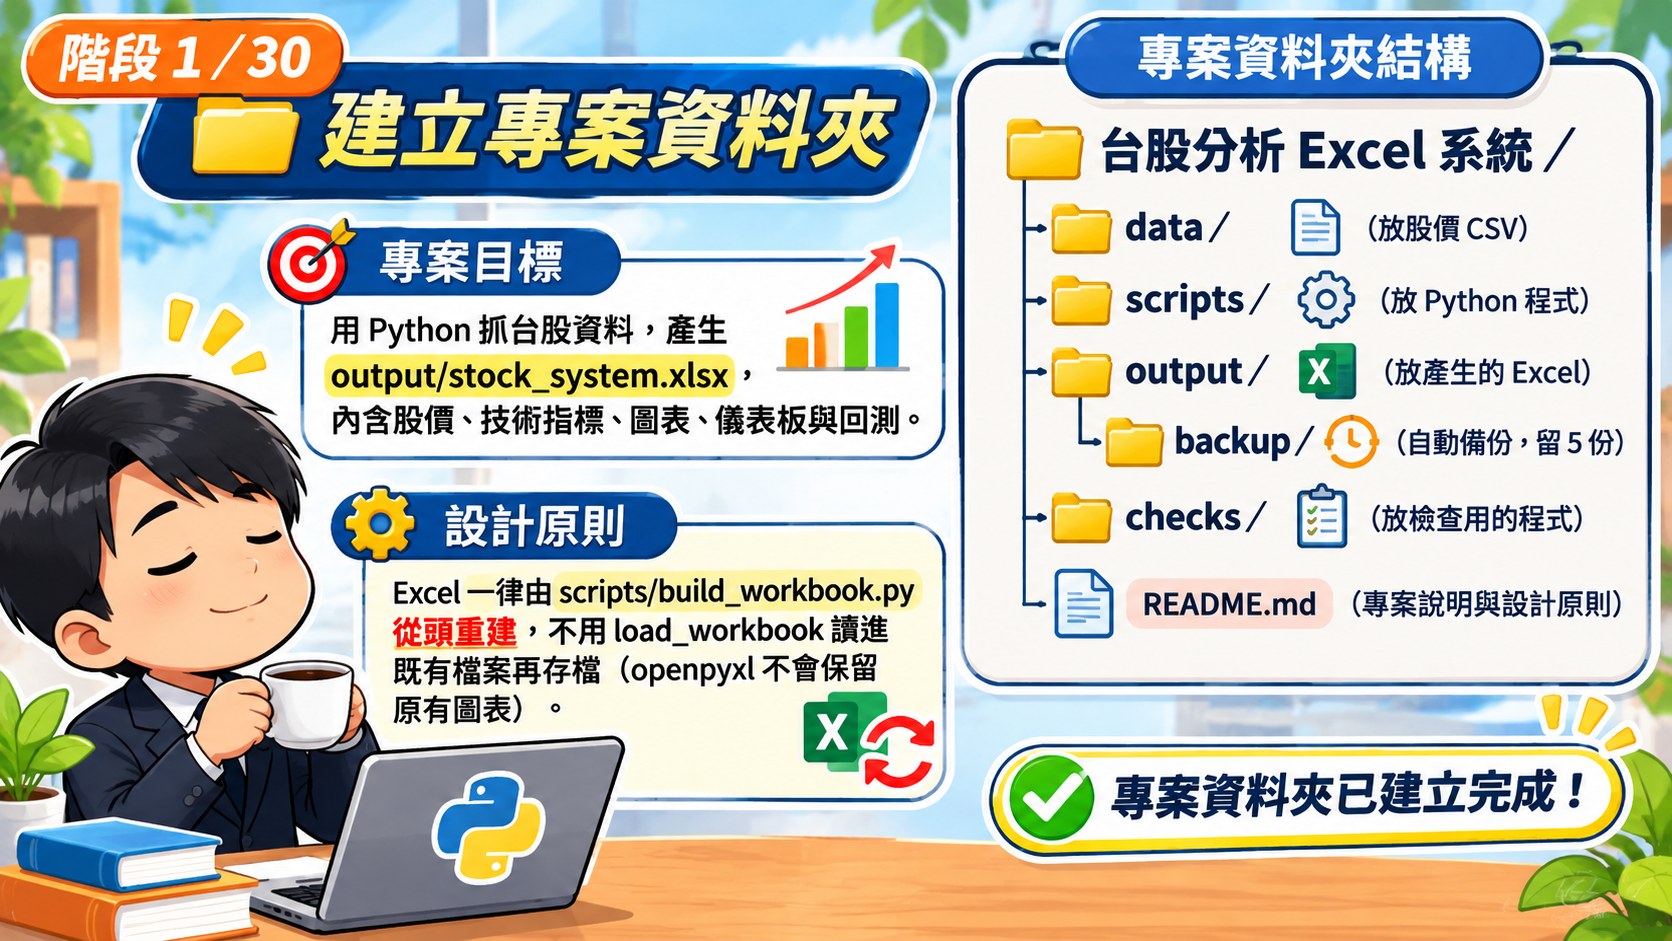 階段 1/30
建立專案資料夾
專案目標
用 Python 抓台股資料，產生
output/stock_system.xlsx，
內含股價、技術指標、圖表、儀表板與回測。
設計原則
Excel 一律由 scripts/build_workbook.py
從頭重建，不用 load_workbook 讀進
既有檔案再存檔（openpyxl 不會保留
原有圖表）。
X
專案資料夾結構
台股分析 Excel 系統／
data／ （放股價 CSV）
scripts／ （放 Python 程式）
output／ X （放產生的 Excel）
backup／ （自動備份，留 5 份）
checks／ （放檢查用的程式）
README.md （專案說明與設計原則）
專案資料夾已建立完成！